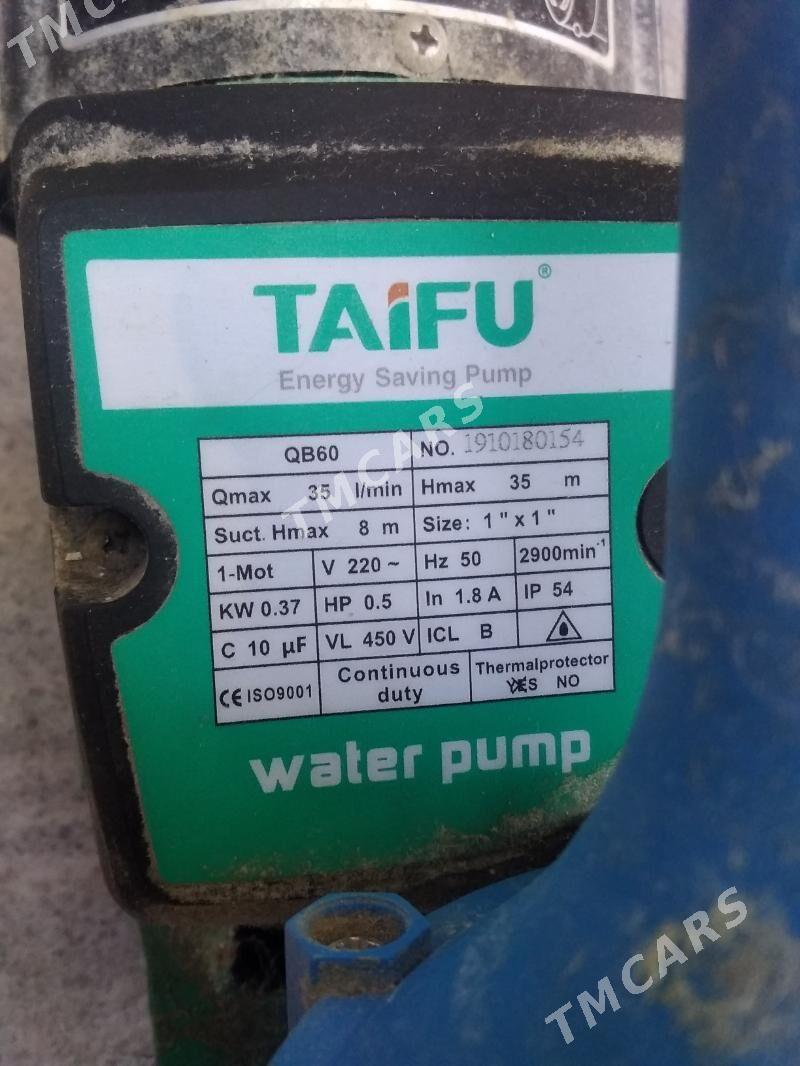 TMCARS
TAiFU®
Energy Saving Pump
QB60 NO. 1910180154
Qmax 35 l/min Hmax 35 m
Suct. Hmax 8 m Size: 1 " x 1 "
1-Mot V 220 ~ Hz 50 2900min-1
KW 0.37 HP 0.5 In 1.8 A IP 54
C 10 µF VL 450 V ICL B
CE ISO9001 Continuous duty Thermalprotector YES NO
TMCARS
water pump
TMCARS